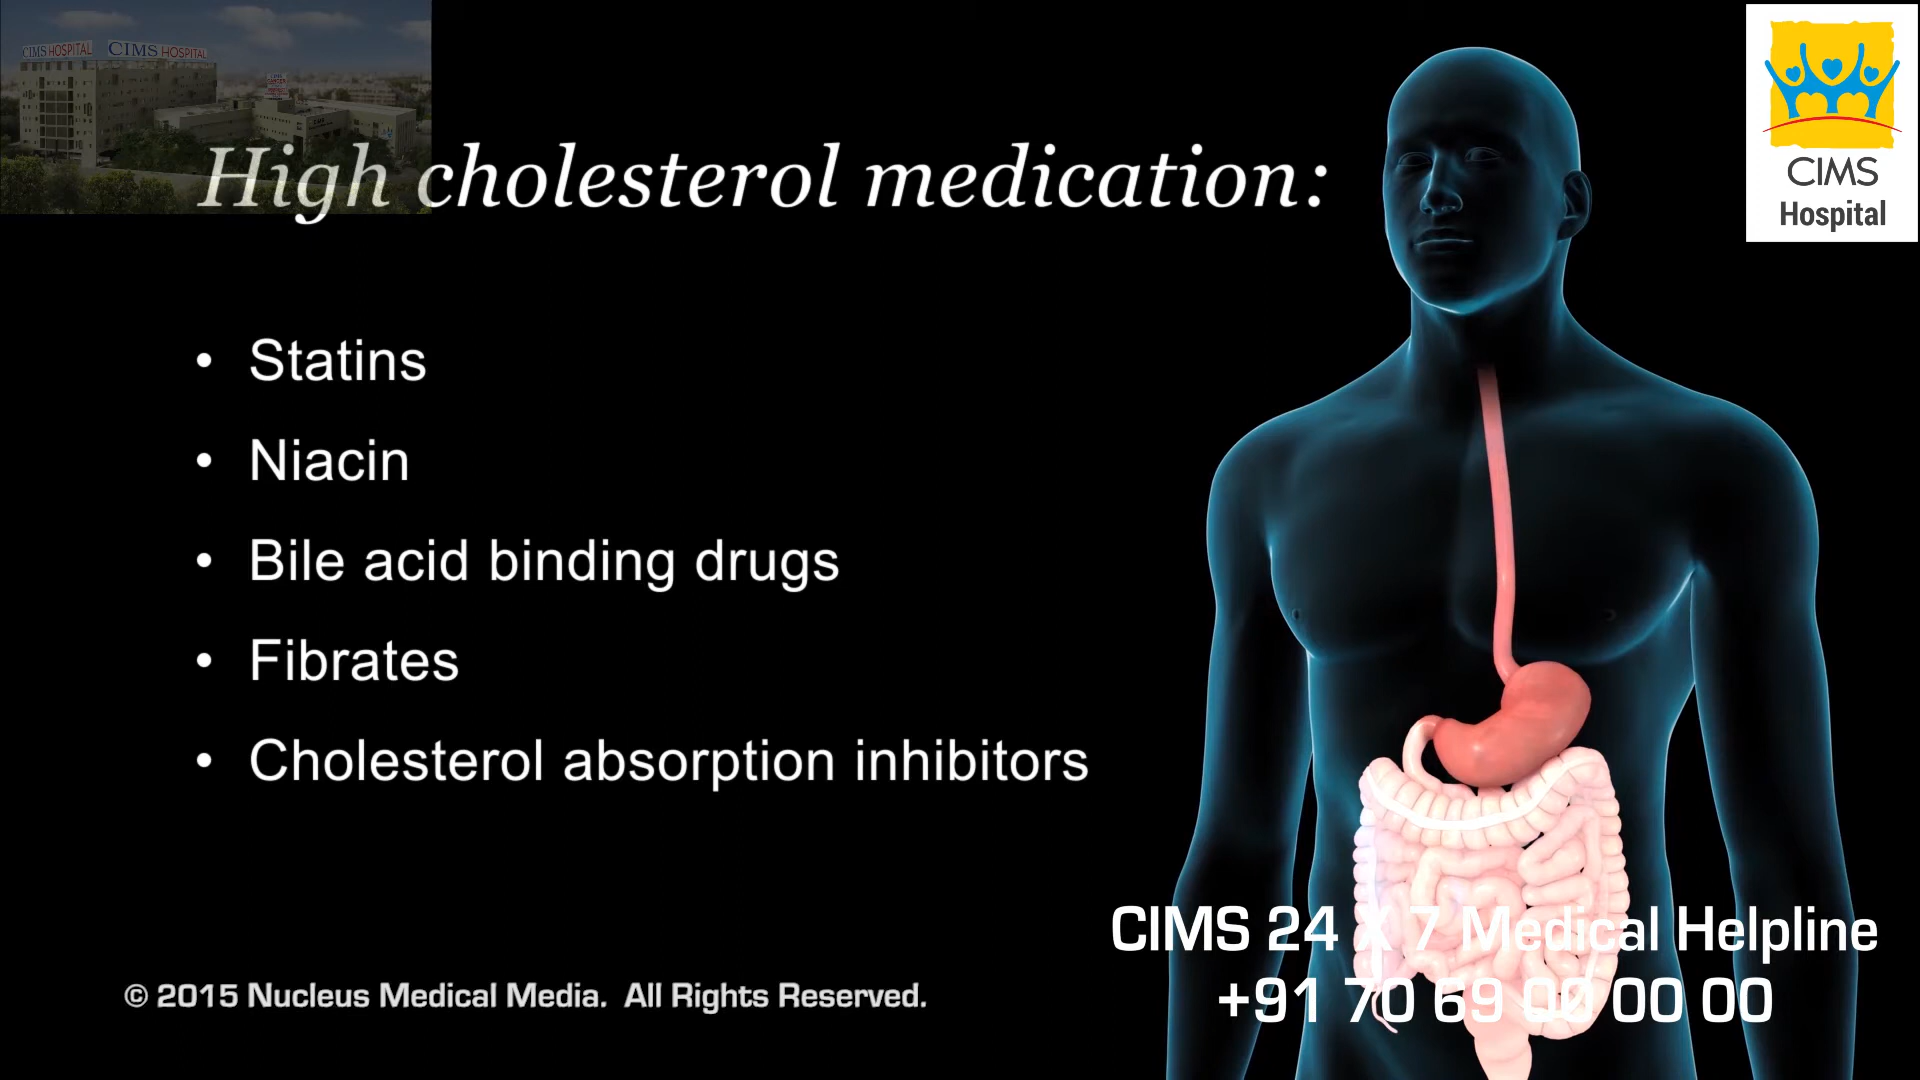 CIMS HOSPITAL CIMS HOSPITAL
CIMS
Hospital
High cholesterol medication:
• Statins
• Niacin
• Bile acid binding drugs
• Fibrates
• Cholesterol absorption inhibitors
CIMS 24 X 7 Medical Helpline
+91 70 69 00 00 00
© 2015 Nucleus Medical Media. All Rights Reserved.